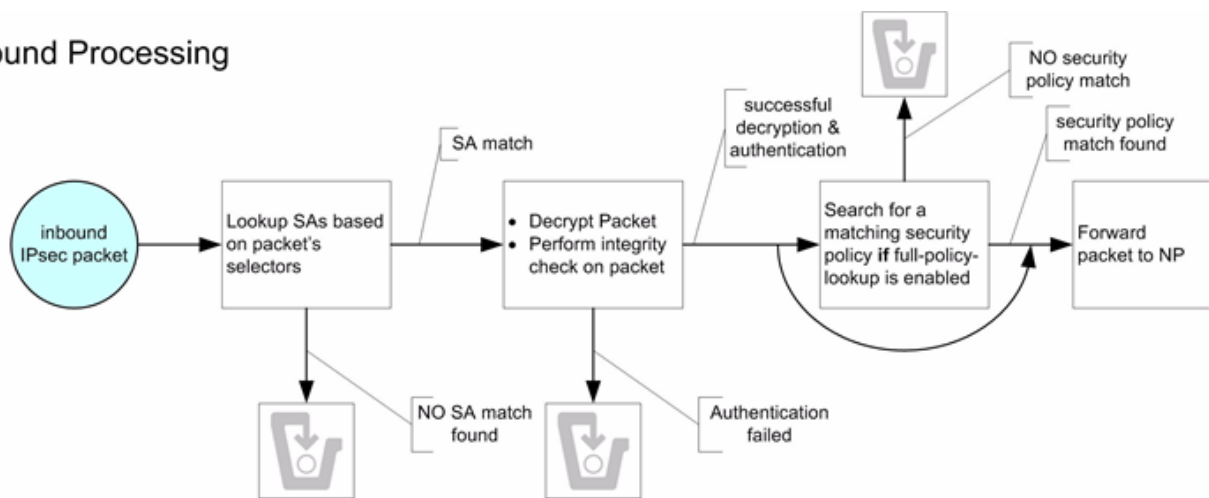 ound Processing
NO security
policy match
successful
decryption &
authentication
security policy
match found
SA match
inbound
IPsec packet
Lookup SAs based
on packet's
selectors
• Decrypt Packet
• Perform integrity
check on packet
Search for a
matching security
policy if full-policy-
lookup is enabled
Forward
packet to NP
NO SA match
found
Authentication
failed